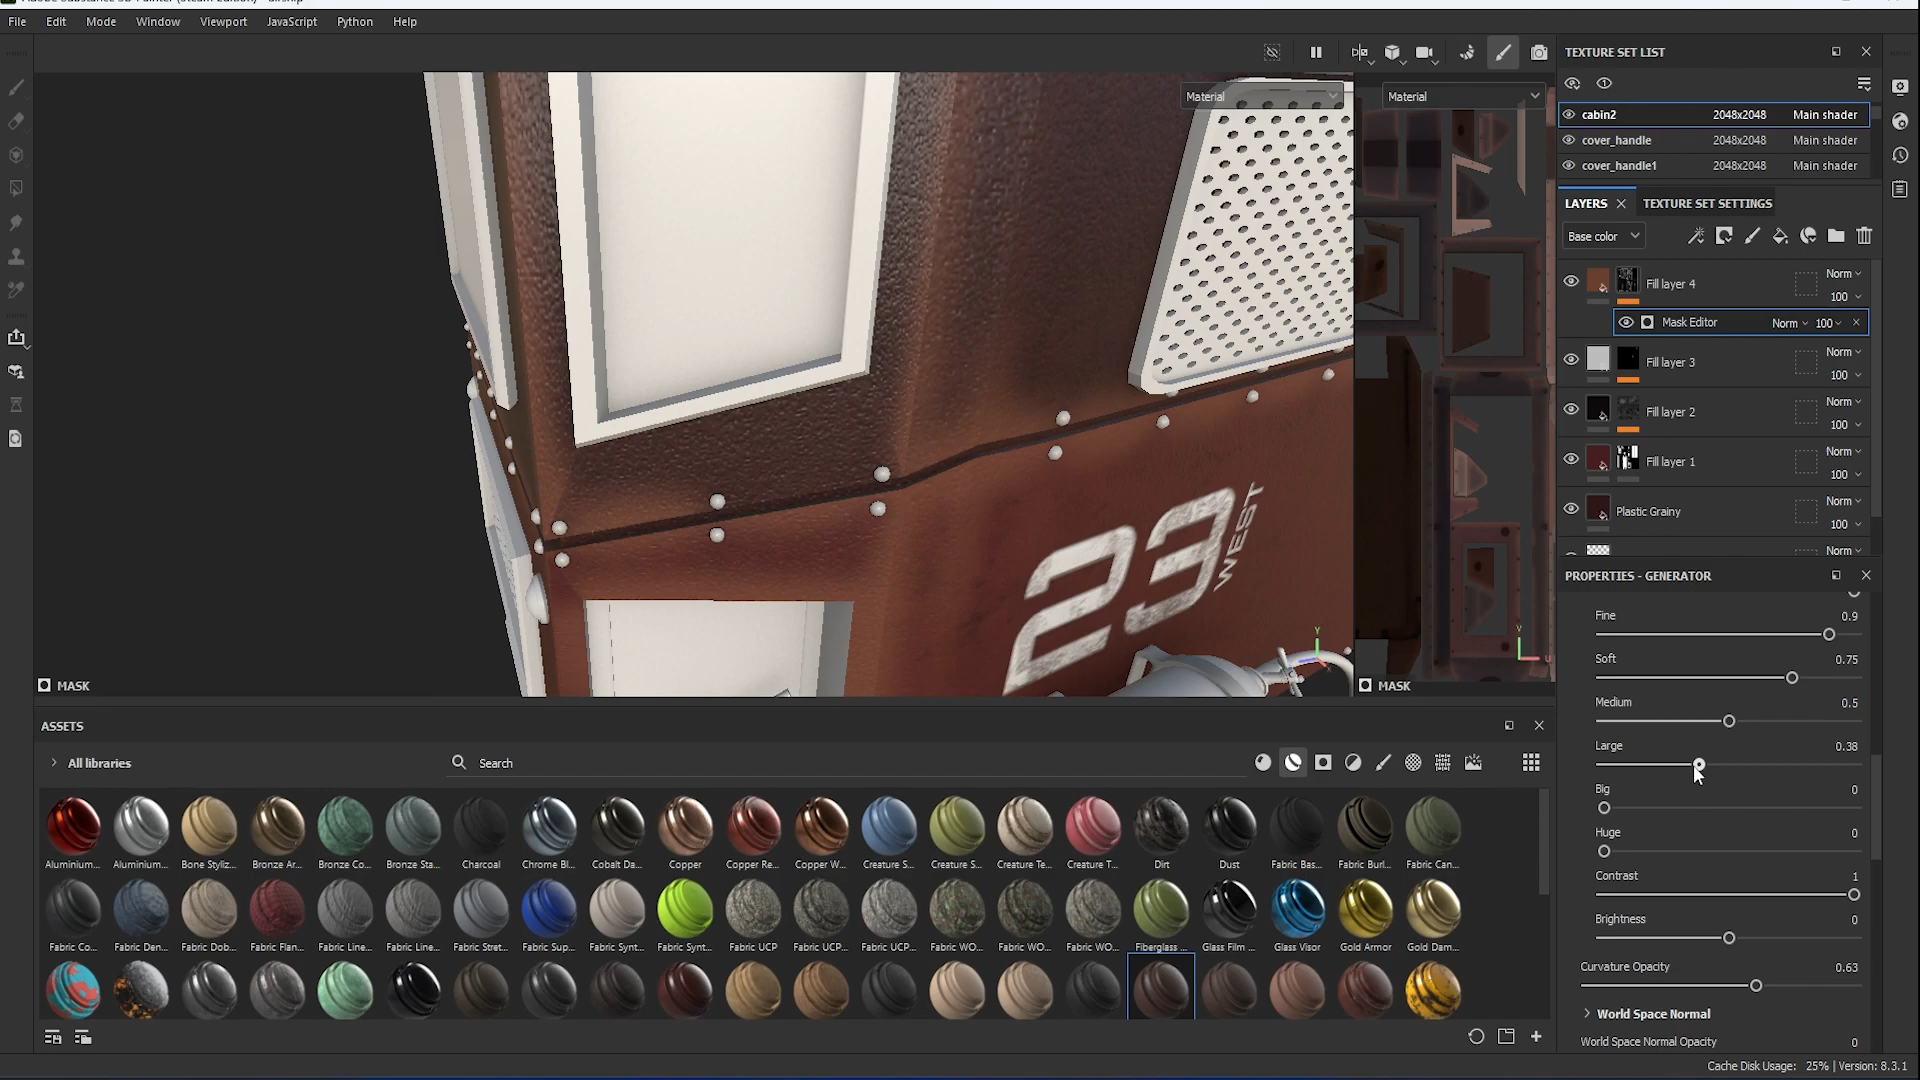 File Edit Mode Window Viewport JavaScript Python Help
TEXTURE SET LIST
Material
Material
cabin2 2048x2048 Main shader
cover_handle 2048x2048 Main shader
cover_handle1 2048x2048 Main shader
LAYERS TEXTURE SET SETTINGS
Base color
Fill layer 4 Norm 100
Mask Editor Norm 100
Fill layer 3 Norm 100
Fill layer 2 Norm 100
Fill layer 1 Norm 100
Plastic Grainy Norm 100
Norm
23
WEST
Y
MASK
MASK
PROPERTIES - GENERATOR
Fine 0.9
Soft 0.75
Medium 0.5
Large 0.38
Big 0
Huge 0
Contrast 1
Brightness 0
Curvature Opacity 0.63
World Space Normal
World Space Normal Opacity 0
ASSETS
All libraries
Search
Aluminium... Aluminium... Bone Styliz... Bronze Ar... Bronze Co... Bronze Sta... Charcoal Chrome Bl... Cobalt Da... Copper Copper Re... Copper W... Creature S... Creature S... Creature Te... Creature T... Dirt Dust Fabric Bas... Fabric Burl... Fabric Can...
Fabric Co... Fabric Den... Fabric Dob... Fabric Flan... Fabric Line... Fabric Line... Fabric Stret... Fabric Sup... Fabric Synt... Fabric Synt... Fabric UCP Fabric UCP... Fabric UCP... Fabric WO... Fabric WO... Fabric WO... Fiberglass ... Glass Film ... Glass Visor Gold Armor Gold Dam...
Cache Disk Usage: 25% | Version: 8.3.1